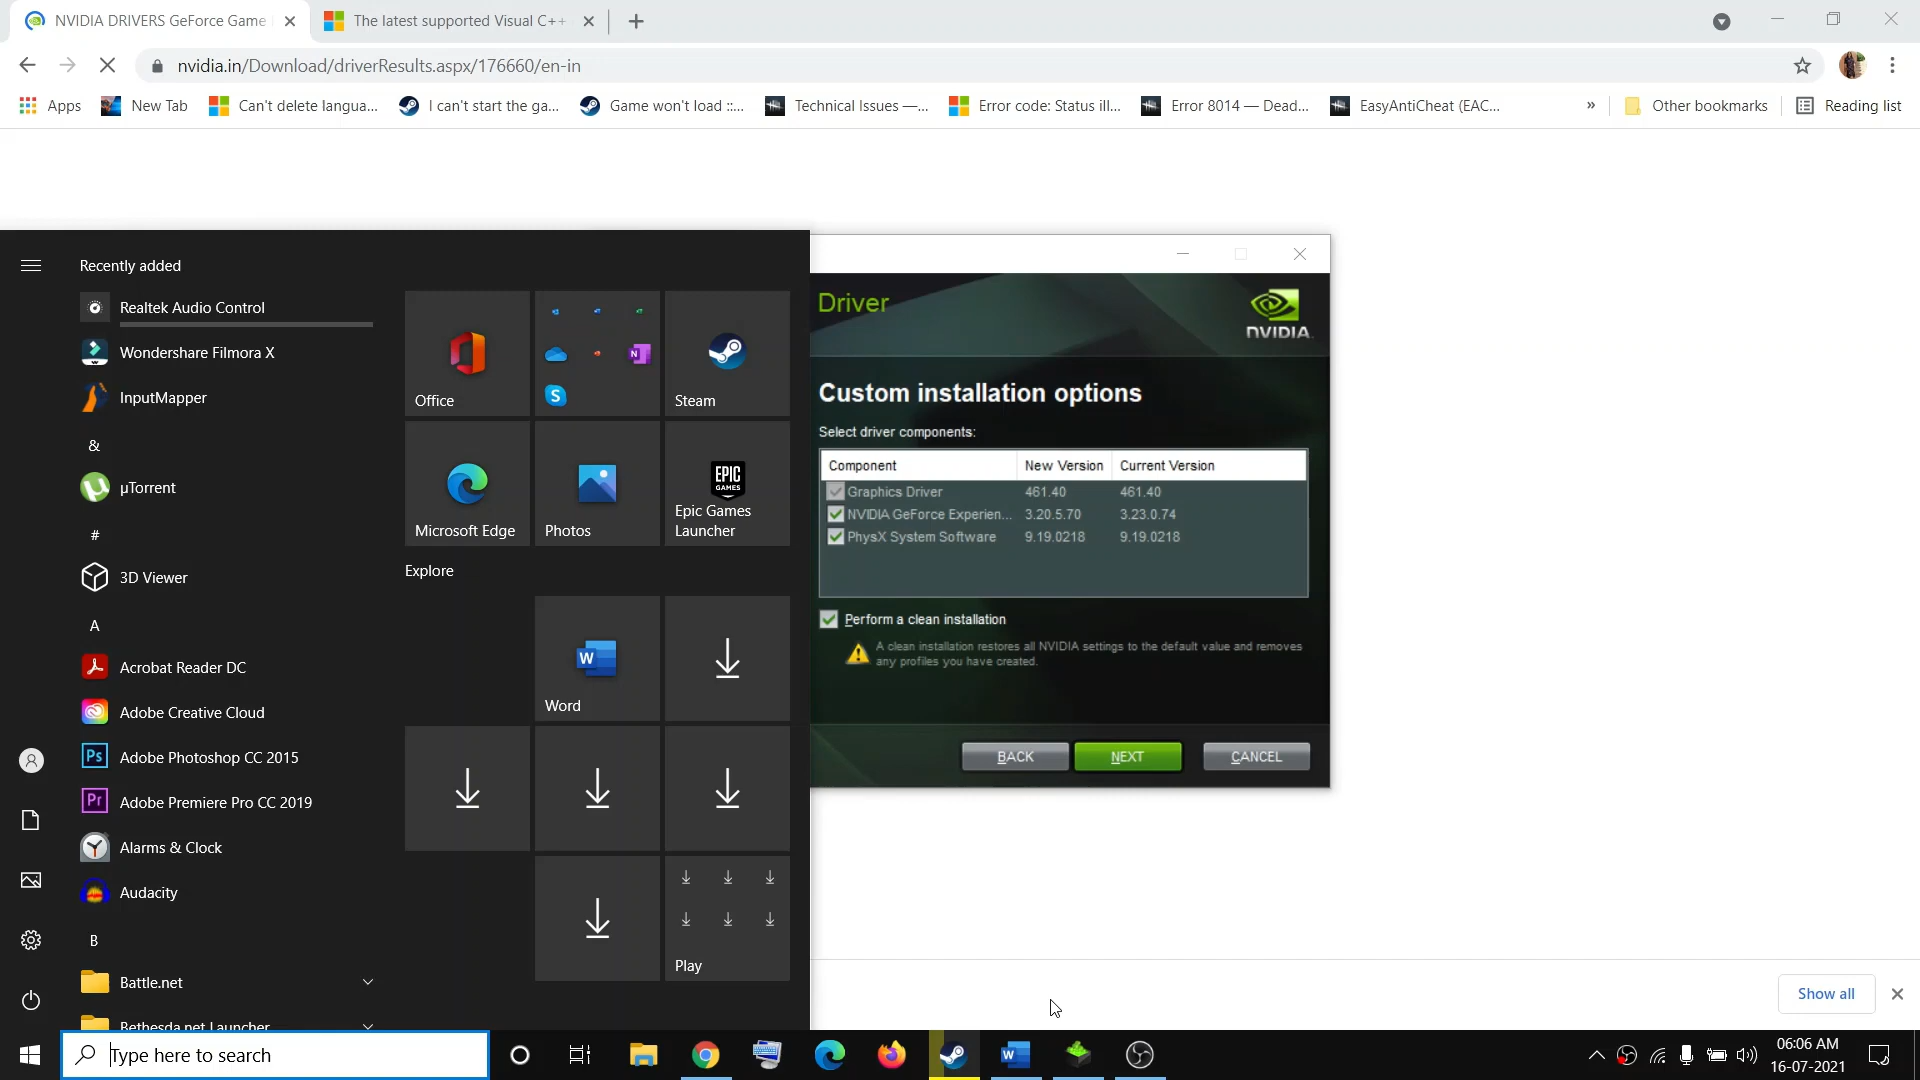 NVIDIA DRIVERS GeForce Game
The latest supported Visual C++
nvidia.in/Download/driverResults.aspx/176660/en-in
Apps
New Tab
Can't delete langua...
I can't start the ga...
Game won't load ::...
Technical Issues —...
Error code: Status ill...
Error 8014 — Dead...
EasyAntiCheat (EAC...
»
Other bookmarks
Reading list
Recently added
Realtek Audio Control
Wondershare Filmora X
InputMapper
&
µTorrent
#
3D Viewer
A
Acrobat Reader DC
Adobe Creative Cloud
Adobe Photoshop CC 2015
Adobe Premiere Pro CC 2019
Alarms & Clock
Audacity
B
Battle.net
Bethesda.net Launcher
Office
Steam
Microsoft Edge
Photos
EPIC
GAMES
Epic Games
Launcher
Explore
Word
Play
Driver
NVIDIA.
Custom installation options
Select driver components:
Component New Version Current Version
Graphics Driver 461.40 461.40
NVIDIA GeForce Experien... 3.20.5.70 3.23.0.74
PhysX System Software 9.19.0218 9.19.0218
Perform a clean installation
A clean installation restores all NVIDIA settings to the default value and removes
any profiles you have created.
BACK
NEXT
CANCEL
Show all
Type here to search
06:06 AM
16-07-2021